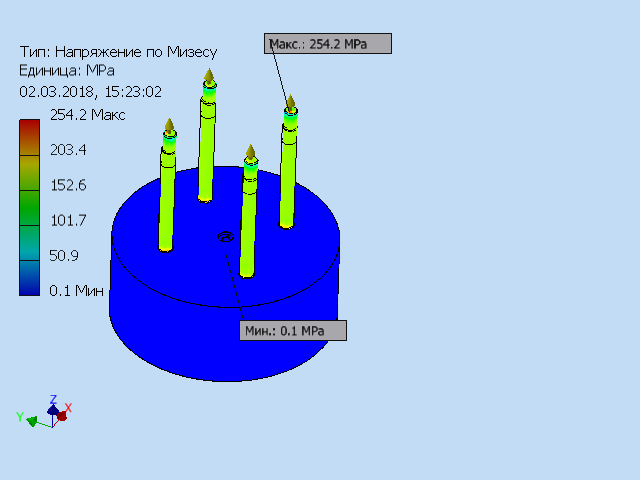 Макс.: 254.2 MPa
Тип: Напряжение по Мизесу
Единица: MPa
02.03.2018, 15:23:02
254.2 Макс
203.4
152.6
101.7
50.9
0.1 Мин
Мин.: 0.1 MPa
Z
X
Y